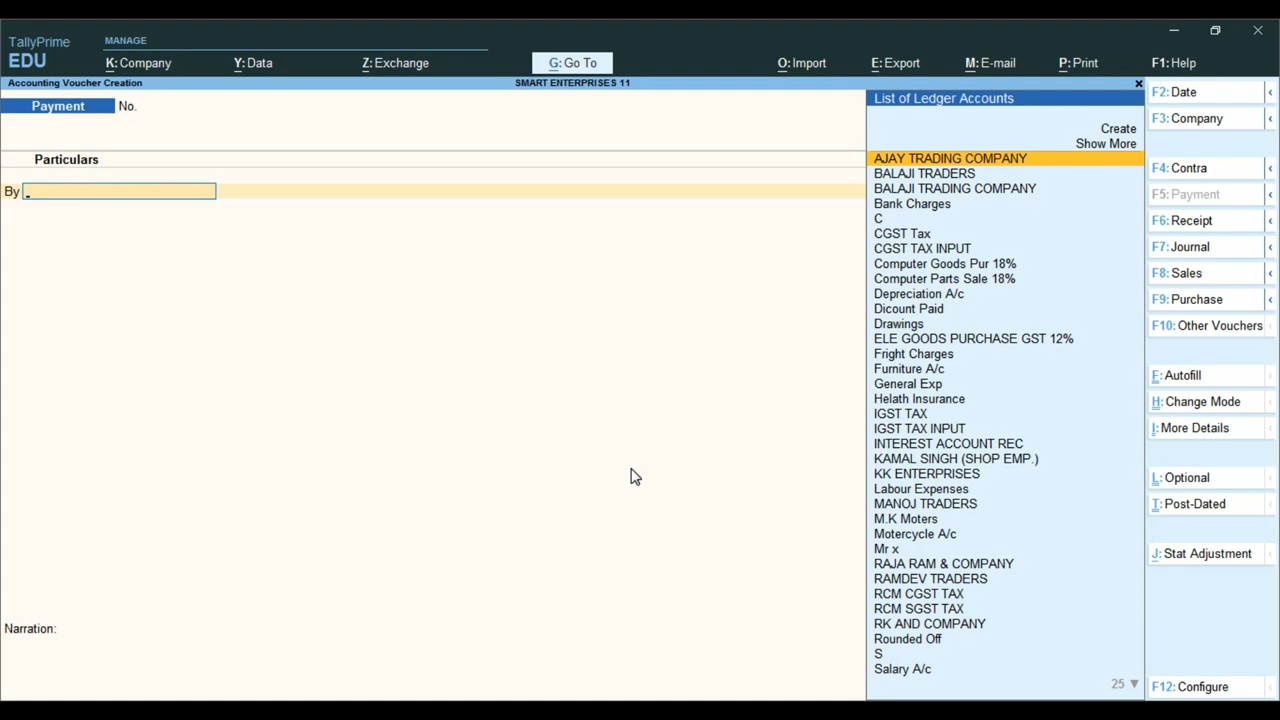 TallyPrime
EDU
MANAGE
K: Company
Y: Data
Z: Exchange
G: Go To
O: Import
E: Export
M: E-mail
P: Print
F1: Help
Accounting Voucher Creation
SMART ENTERPRISES 11
Payment No.
Particulars
By
Narration:
List of Ledger Accounts
Create
Show More
AJAY TRADING COMPANY
BALAJI TRADERS
BALAJI TRADING COMPANY
Bank Charges
C
CGST Tax
CGST TAX INPUT
Computer Goods Pur 18%
Computer Parts Sale 18%
Depreciation A/c
Dicount Paid
Drawings
ELE GOODS PURCHASE GST 12%
Fright Charges
Furniture A/c
General Exp
Helath Insurance
IGST TAX
IGST TAX INPUT
INTEREST ACCOUNT REC
KAMAL SINGH (SHOP EMP.)
KK ENTERPRISES
Labour Expenses
MANOJ TRADERS
M.K Moters
Motercycle A/c
Mr x
RAJA RAM & COMPANY
RAMDEV TRADERS
RCM CGST TAX
RCM SGST TAX
RK AND COMPANY
Rounded Off
S
Salary A/c
25 ▼
F2: Date
F3: Company
F4: Contra
F5: Payment
F6: Receipt
F7: Journal
F8: Sales
F9: Purchase
F10: Other Vouchers
F: Autofill
H: Change Mode
I: More Details
L: Optional
T: Post-Dated
J: Stat Adjustment
F12: Configure